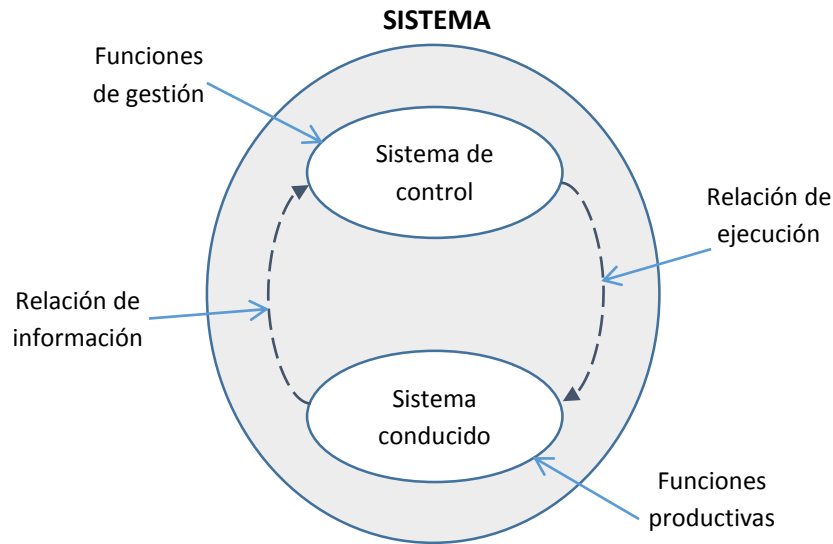 SISTEMA
Funciones
de gestión
Sistema de
control
Relación de
ejecución
Relación de
información
Sistema
conducido
Funciones
productivas